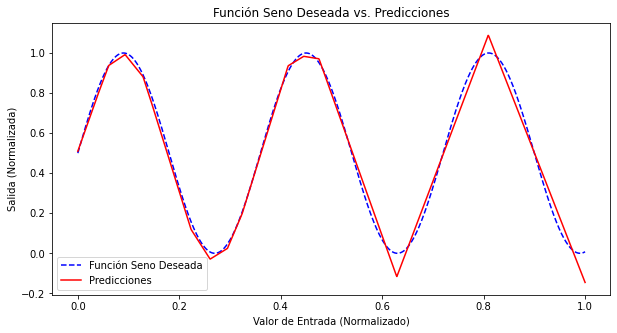 Función Seno Deseada vs. Predicciones
Salida (Normalizada)
1.0
0.8
0.6
0.4
0.2
0.0
−0.2
Función Seno Deseada
Predicciones
0.0 0.2 0.4 0.6 0.8 1.0
Valor de Entrada (Normalizado)